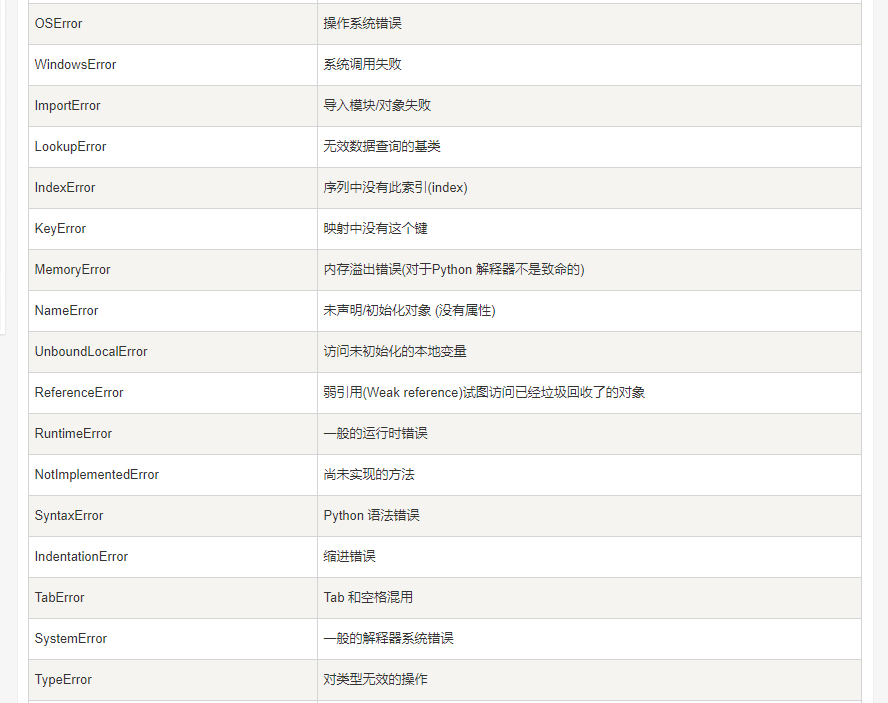 OSError 操作系统错误
WindowsError 系统调用失败
ImportError 导入模块/对象失败
LookupError 无效数据查询的基类
IndexError 序列中没有此索引(index)
KeyError 映射中没有这个键
MemoryError 内存溢出错误(对于Python 解释器不是致命的)
NameError 未声明/初始化对象 (没有属性)
UnboundLocalError 访问未初始化的本地变量
ReferenceError 弱引用(Weak reference)试图访问已经垃圾回收了的对象
RuntimeError 一般的运行时错误
NotImplementedError 尚未实现的方法
SyntaxError Python 语法错误
IndentationError 缩进错误
TabError Tab 和空格混用
SystemError 一般的解释器系统错误
TypeError 对类型无效的操作